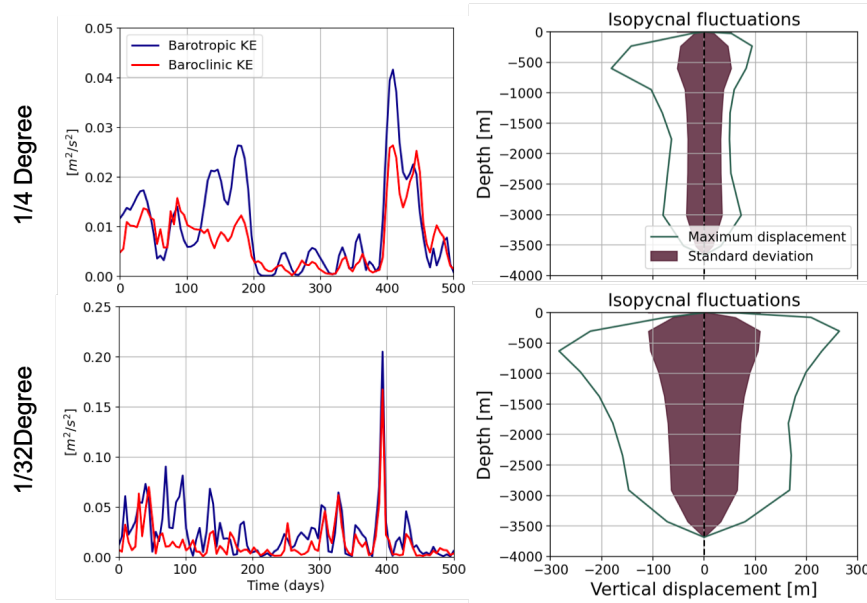 1/4 Degree
0.05
0.04
0.03
0.02
0.01
0.00
[m²/s²]
Barotropic KE
Baroclinic KE
0 100 200 300 400 500
Isopycnal fluctuations
Depth [m]
0
−500
−1000
−1500
−2000
−2500
−3000
−3500
−4000
Maximum displacement
Standard deviation
1/32Degree
0.25
0.20
0.15
0.10
0.05
0.00
[m²/s²]
0 100 200 300 400 500
Time (days)
Isopycnal fluctuations
Depth [m]
0
−500
−1000
−1500
−2000
−2500
−3000
−3500
−4000
−300 −200 −100 0 100 200 300
Vertical displacement [m]